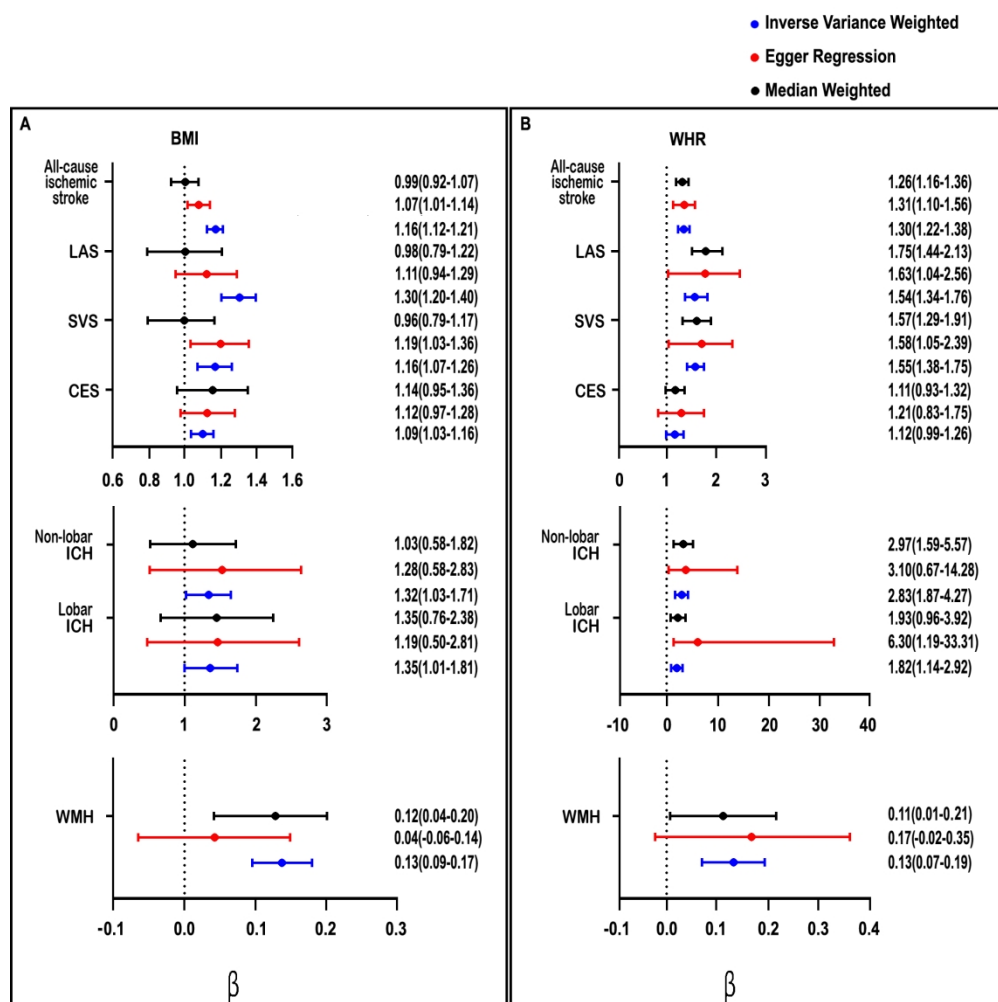 Inverse Variance Weighted
Egger Regression
Median Weighted
A
BMI
All-cause
ischemic
stroke
0.99(0.92-1.07)
1.07(1.01-1.14)
1.16(1.12-1.21)
LAS
0.98(0.79-1.22)
1.11(0.94-1.29)
1.30(1.20-1.40)
SVS
0.96(0.79-1.17)
1.19(1.03-1.36)
1.16(1.07-1.26)
CES
1.14(0.95-1.36)
1.12(0.97-1.28)
1.09(1.03-1.16)
0.6 0.8 1.0 1.2 1.4 1.6
Non-lobar
ICH
1.03(0.58-1.82)
1.28(0.58-2.83)
1.32(1.03-1.71)
Lobar
ICH
1.35(0.76-2.38)
1.19(0.50-2.81)
1.35(1.01-1.81)
0 1 2 3
WMH
0.12(0.04-0.20)
0.04(-0.06-0.14)
0.13(0.09-0.17)
-0.1 0.0 0.1 0.2 0.3
β
B
WHR
All-cause
ischemic
stroke
1.26(1.16-1.36)
1.31(1.10-1.56)
1.30(1.22-1.38)
LAS
1.75(1.44-2.13)
1.63(1.04-2.56)
1.54(1.34-1.76)
SVS
1.57(1.29-1.91)
1.58(1.05-2.39)
1.55(1.38-1.75)
CES
1.11(0.93-1.32)
1.21(0.83-1.75)
1.12(0.99-1.26)
0 1 2 3
Non-lobar
ICH
2.97(1.59-5.57)
3.10(0.67-14.28)
2.83(1.87-4.27)
Lobar
ICH
1.93(0.96-3.92)
6.30(1.19-33.31)
1.82(1.14-2.92)
-10 0 10 20 30 40
WMH
0.11(0.01-0.21)
0.17(-0.02-0.35)
0.13(0.07-0.19)
-0.1 0.0 0.1 0.2 0.3 0.4
β